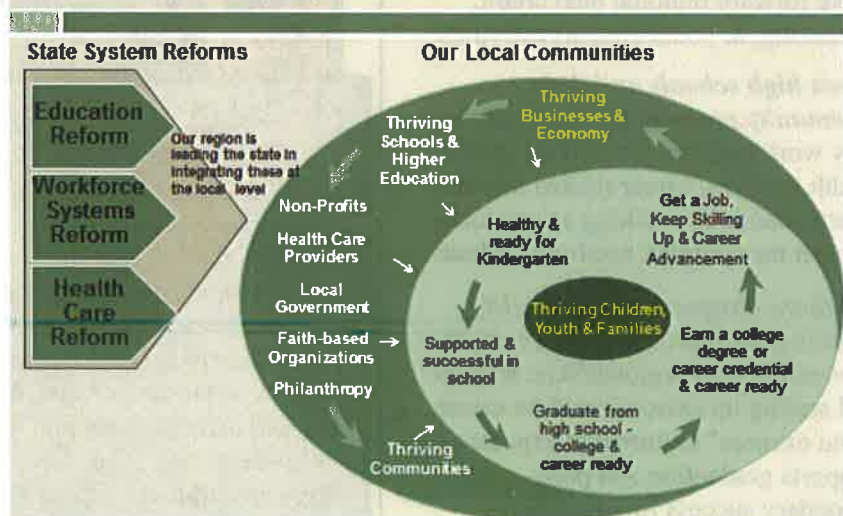 State System Reforms
Our Local Communities
Education
Reform
Workforce
Systems
Reform
Health
Care
Reform
Our region is
leading the state in
integrating these at
the local level
Thriving
Schools &
Higher
Education
Thriving
Businesses &
Economy
Non-Profits
Health Care
Providers
Local
Government
Faith-based
Organizations
Philanthropy
Thriving
Communities
Healthy &
ready for
Kindergarten
Supported &
successful in
school
Graduate from
high school -
college &
career ready
Earn a college
degree or
career credential
& career ready
Get a Job,
Keep Skilling
Up & Career
Advancement
Thriving Children,
Youth & Families